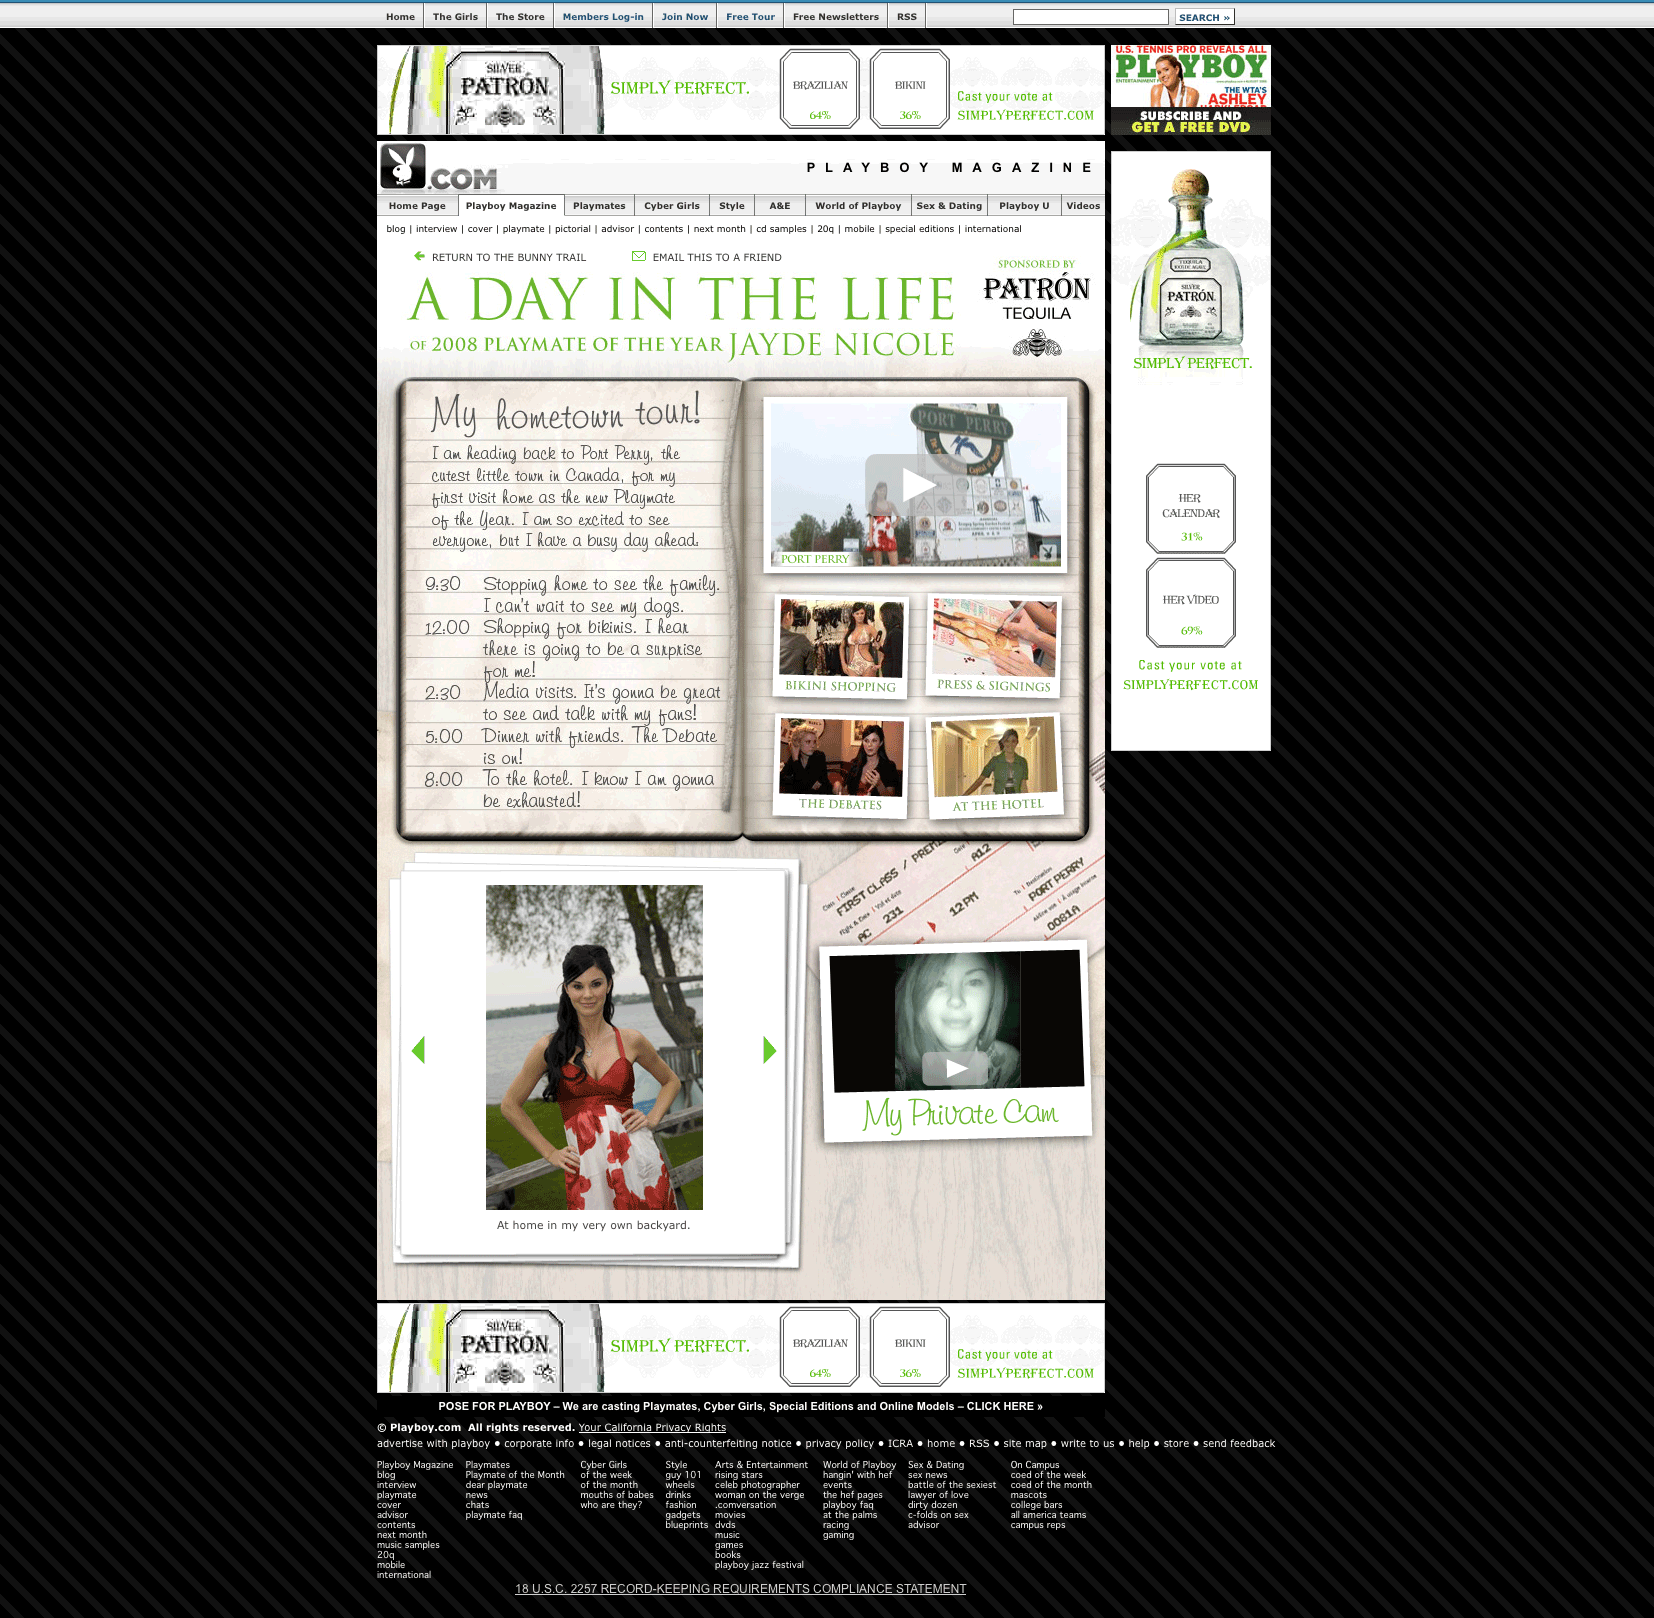 Home
The Girls
The Store
Members Log-in
Join Now
Free Tour
Free Newsletters
RSS
SEARCH »
SILVER
PATRÓN
SIMPLY PERFECT.
BRAZILIAN
64%
BIKINI
36%
Cast your vote at
SIMPLYPERFECT.COM
U.S. TENNIS PRO REVEALS ALL
PLAYBOY
ENTERTAINMENT
THE WTA'S
ASHLEY
SUBSCRIBE AND
GET A FREE DVD
.COM
PLAYBOY MAGAZINE
Home Page
Playboy Magazine
Playmates
Cyber Girls
Style
A&E
World of Playboy
Sex & Dating
Playboy U
Videos
blog | interview | cover | playmate | pictorial | advisor | contents | next month | cd samples | 20q | mobile | special editions | international
RETURN TO THE BUNNY TRAIL
EMAIL THIS TO A FRIEND
A DAY IN THE LIFE
OF 2008 PLAYMATE OF THE YEAR JAYDE NICOLE
SPONSORED BY
PATRÓN
TEQUILA
My hometown tour!
I am heading back to Port Perry, the
cutest little town in Canada, for my
first visit home as the new Playmate
of the Year. I am so excited to see
everyone, but I have a busy day ahead.
9:30 Stopping home to see the family.
I can't wait to see my dogs.
12:00 Shopping for bikinis. I hear
there is going to be a surprise
for me!
2:30 Media visits. It's gonna be great
to see and talk with my fans!
5:00 Dinner with friends. The Debate
is on!
8:00 To the hotel. I know I am gonna
be exhausted!
PORT PERRY
PORT PERRY
BIKINI SHOPPING
PRESS & SIGNINGS
THE DEBATES
AT THE HOTEL
TEQUILA
SILVER
PATRÓN.
SIMPLY PERFECT.
HER
CALENDAR
31%
HER VIDEO
69%
Cast your vote at
SIMPLYPERFECT.COM
At home in my very own backyard.
Class / Classe
FIRST CLASS /
AC 231
12PM
A12
To / Destination
PORT PERRY
0081A
My Private Cam
SILVER
PATRÓN
SIMPLY PERFECT.
BRAZILIAN
64%
BIKINI
36%
Cast your vote at
SIMPLYPERFECT.COM
POSE FOR PLAYBOY – We are casting Playmates, Cyber Girls, Special Editions and Online Models – CLICK HERE »
© Playboy.com All rights reserved. Your California Privacy Rights
advertise with playboy • corporate info • legal notices • anti-counterfeiting notice • privacy policy • ICRA • home • RSS • site map • write to us • help • store • send feedback
Playboy Magazine
blog
interview
playmate
cover
advisor
contents
next month
music samples
20q
mobile
international
Playmates
Playmate of the Month
dear playmate
news
chats
playmate faq
Cyber Girls
of the week
of the month
mouths of babes
who are they?
Style
guy 101
wheels
drinks
fashion
gadgets
blueprints
Arts & Entertainment
rising stars
celeb photographer
woman on the verge
.comversation
movies
dvds
music
games
books
playboy jazz festival
World of Playboy
hangin' with hef
events
the hef pages
playboy faq
at the palms
racing
gaming
Sex & Dating
sex news
battle of the sexiest
lawyer of love
dirty dozen
c-folds on sex
advisor
On Campus
coed of the week
coed of the month
mascots
college bars
all america teams
campus reps
18 U.S.C. 2257 RECORD-KEEPING REQUIREMENTS COMPLIANCE STATEMENT